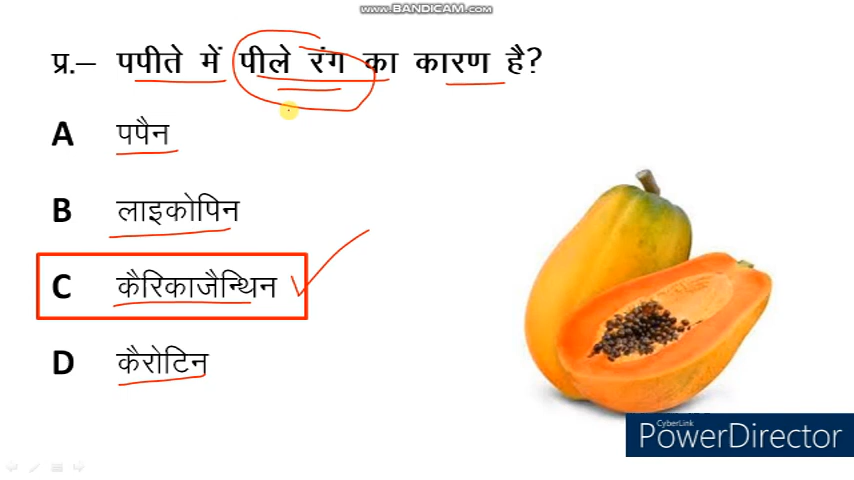 WWW.BANDICAM.COM
प्र.– पपीते में पीले रंग का कारण है?
A पपैन
B लाइकोपिन
C कैरिकाजैन्थिन
D कैरोटिन
CyberLink
PowerDirector